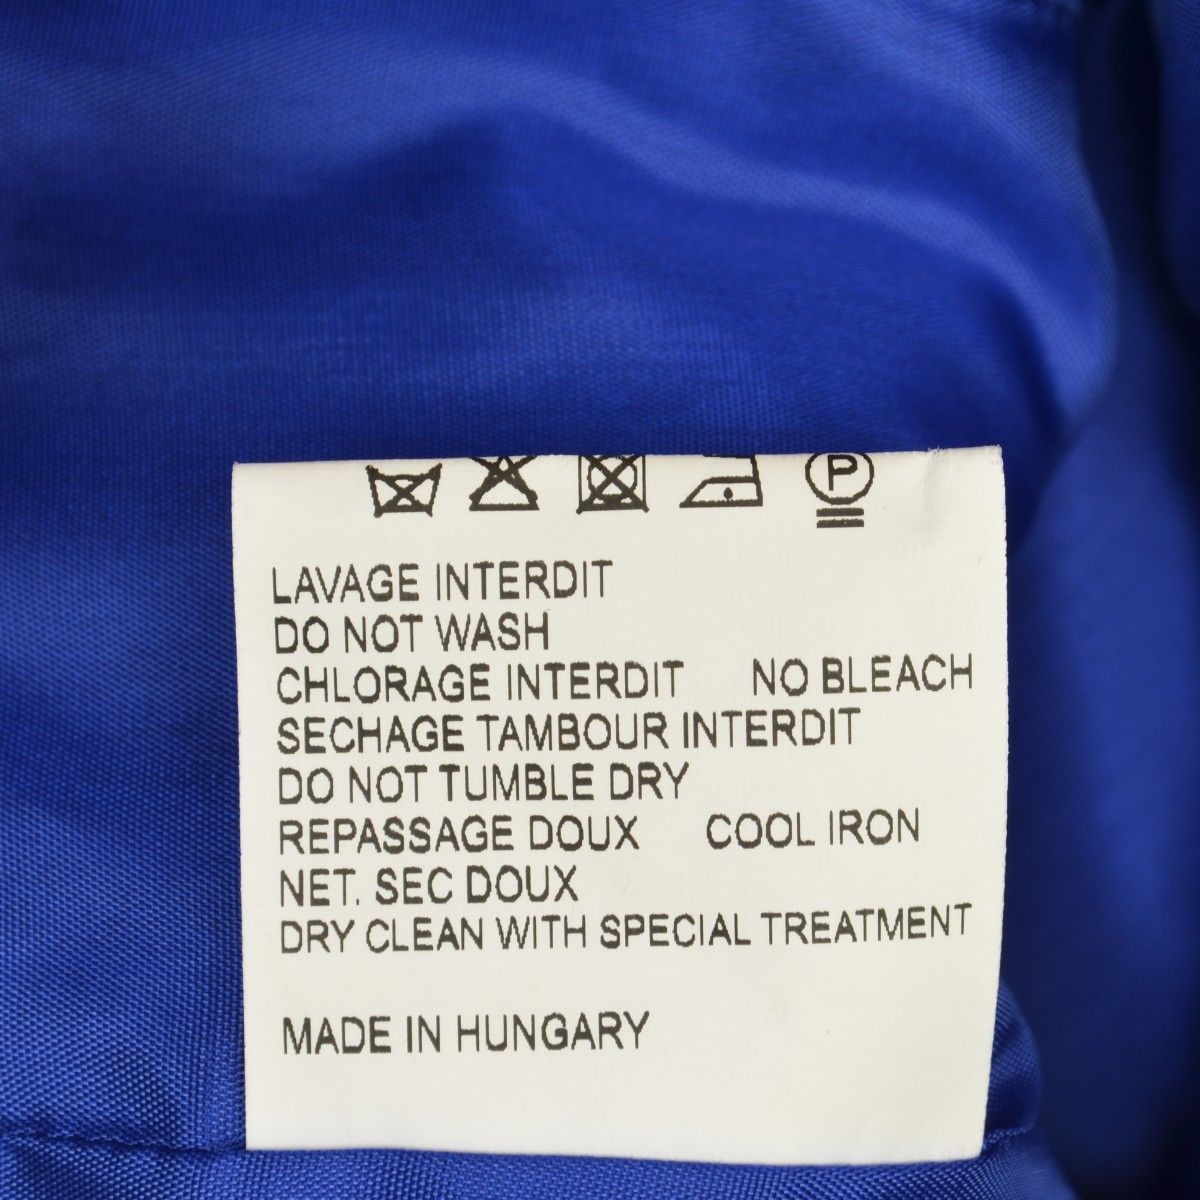 P
LAVAGE INTERDIT
DO NOT WASH
CHLORAGE INTERDIT NO BLEACH
SECHAGE TAMBOUR INTERDIT
DO NOT TUMBLE DRY
REPASSAGE DOUX COOL IRON
NET. SEC DOUX
DRY CLEAN WITH SPECIAL TREATMENT
MADE IN HUNGARY